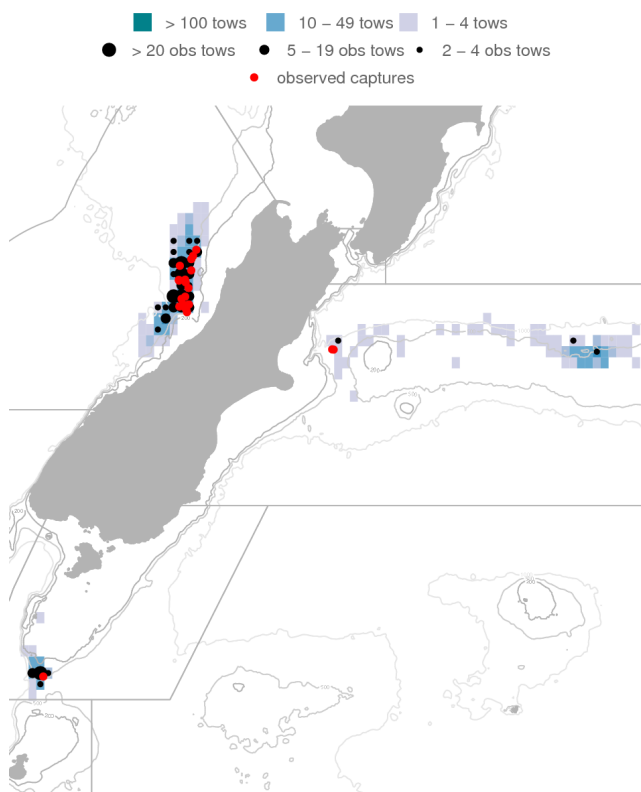 > 100 tows 10 − 49 tows 1 − 4 tows
> 20 obs tows 5 − 19 obs tows 2 − 4 obs tows
observed captures